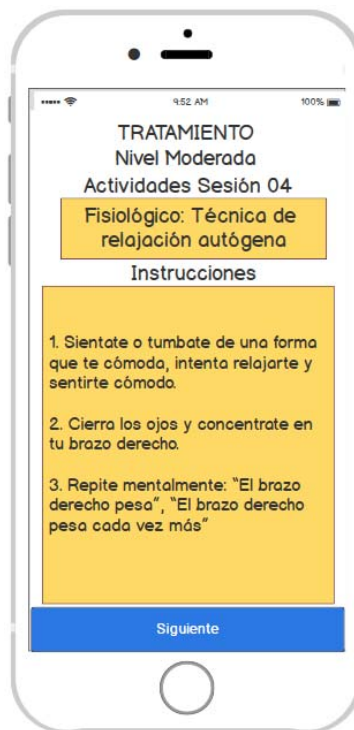 9:52 AM 100%
TRATAMIENTO
Nivel Moderada
Actividades Sesión 04
Fisiológico: Técnica de
relajación autógena
Instrucciones
1. Sientate o tumbate de una forma
que te cómoda, intenta relajarte y
sentirte cómodo.
2. Cierra los ojos y concentrate en
tu brazo derecho.
3. Repite mentalmente: “El brazo
derecho pesa”, “El brazo derecho
pesa cada vez más”
Siguiente